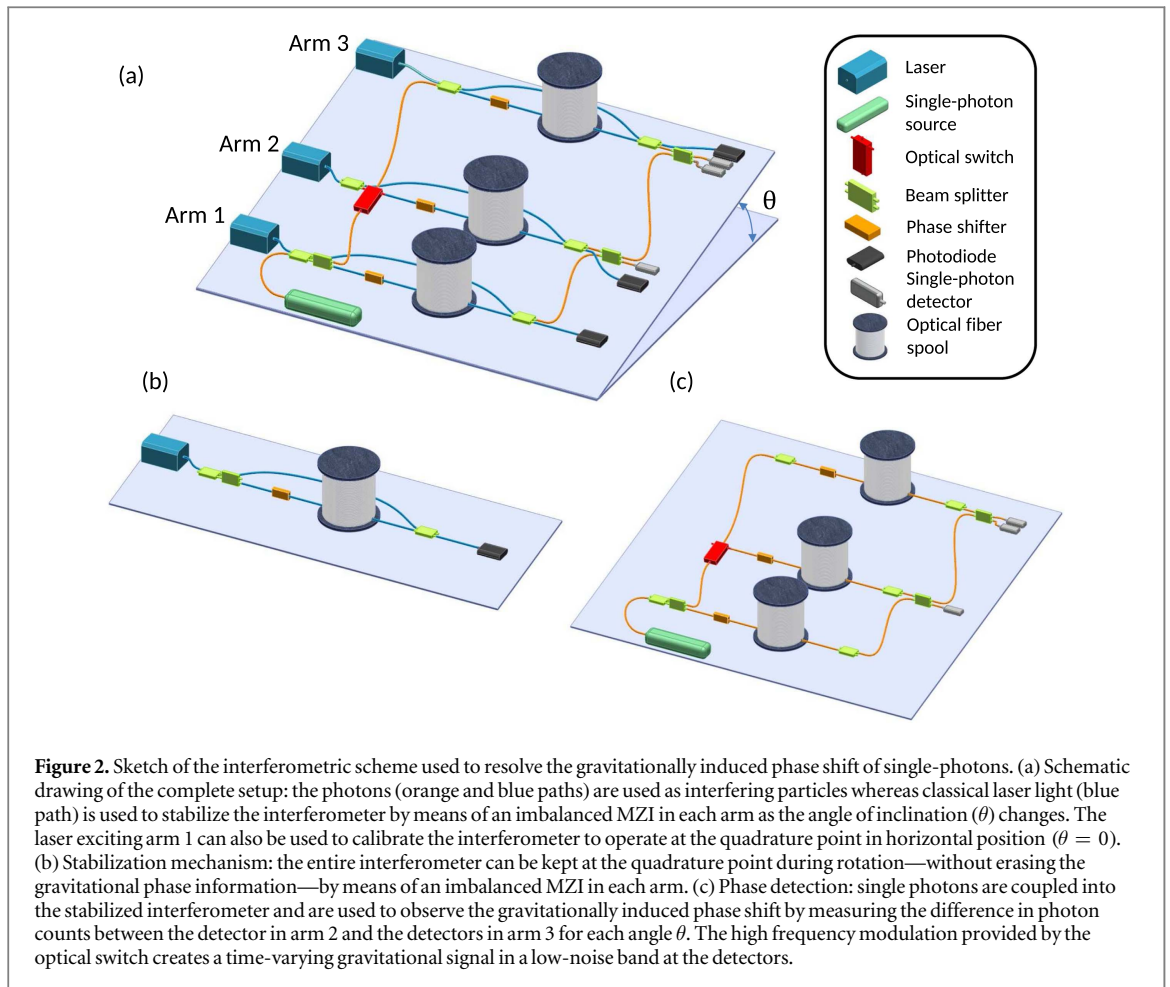 Arm 3
(a)
Arm 2
Arm 1
θ
Laser
Single-photon
source
Optical switch
Beam splitter
Phase shifter
Photodiode
Single-photon
detector
Optical fiber
spool
(b)
(c)
Figure 2. Sketch of the interferometric scheme used to resolve the gravitationally induced phase shift of single-photons. (a) Schematic
drawing of the complete setup: the photons (orange and blue paths) are used as interfering particles whereas classical laser light (blue
path) is used to stabilize the interferometer by means of an imbalanced MZI in each arm as the angle of inclination (θ) changes. The
laser exciting arm 1 can also be used to calibrate the interferometer to operate at the quadrature point in horizontal position (θ = 0).
(b) Stabilization mechanism: the entire interferometer can be kept at the quadrature point during rotation—without erasing the
gravitational phase information—by means of an imbalanced MZI in each arm. (c) Phase detection: single photons are coupled into
the stabilized interferometer and are used to observe the gravitationally induced phase shift by measuring the difference in photon
counts between the detector in arm 2 and the detectors in arm 3 for each angle θ. The high frequency modulation provided by the
optical switch creates a time-varying gravitational signal in a low-noise band at the detectors.